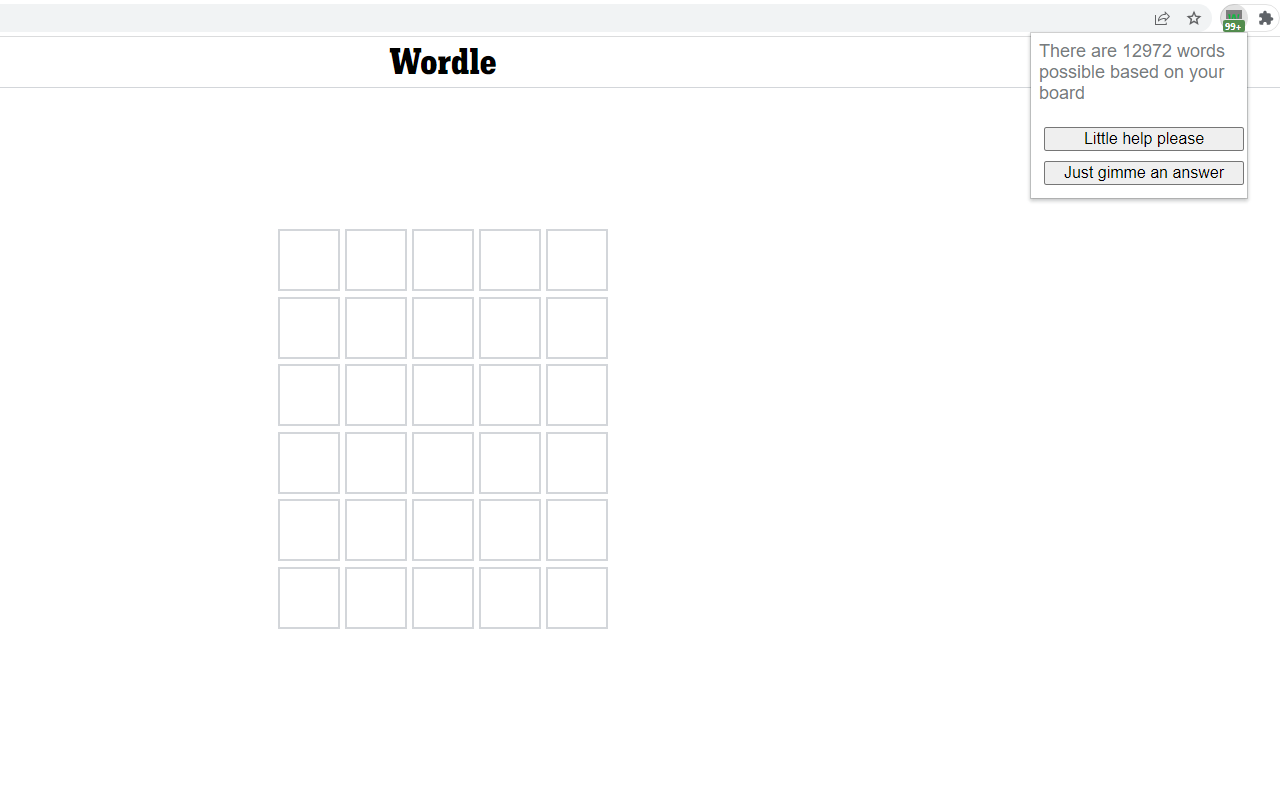 99+
Wordle
There are 12972 words
possible based on your
board
Little help please
Just gimme an answer